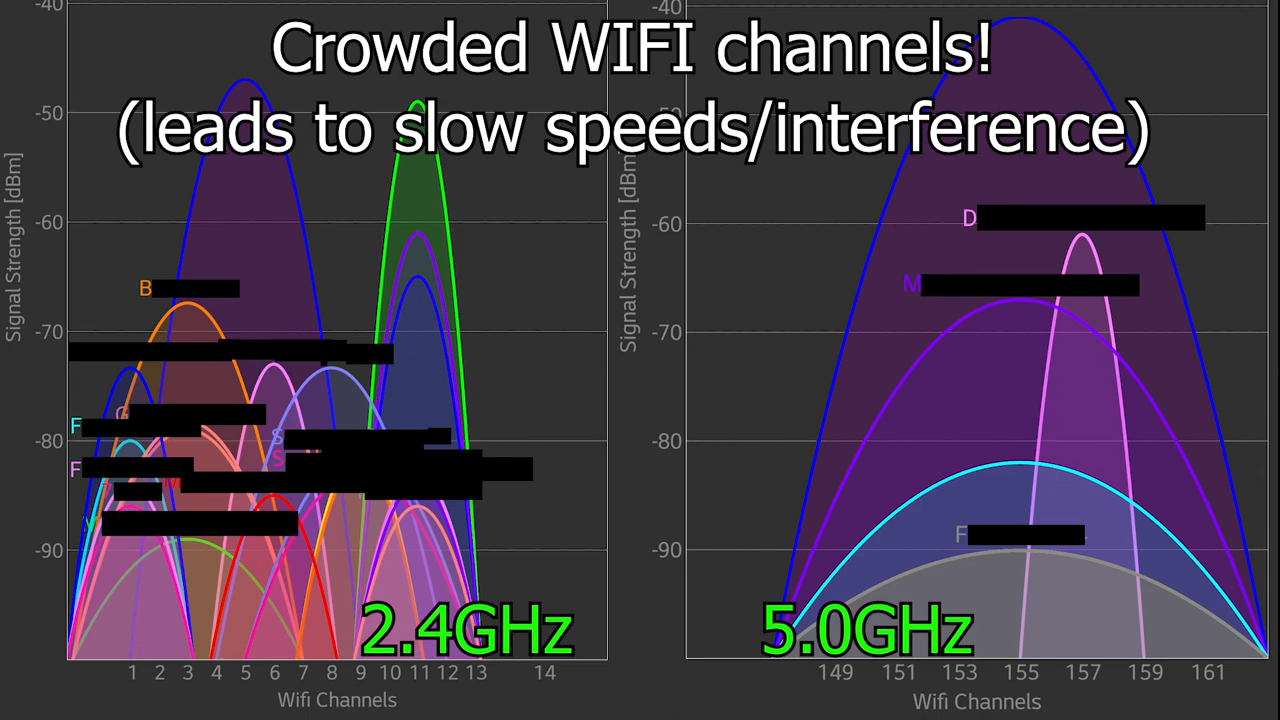 Crowded WIFI channels!
(leads to slow speeds/interference)
-40
-50
-60
-70
-80
-90
Signal Strength [dBm]
B
G
F
S
F
S
M
V
2.4GHz
1 2 3 4 5 6 7 8 9 10 11 12 13 14
Wifi Channels
-40
-50
-60
-70
-80
-90
Signal Strength [dBm]
D
M
F
5.0GHz
149 151 153 155 157 159 161
Wifi Channels